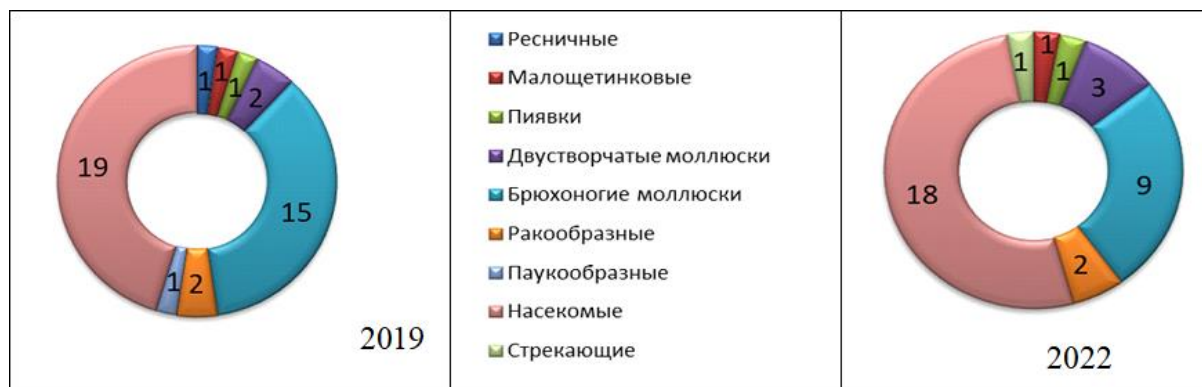 1
1
1
2
15
2
1
19
2019
Ресничные
Малощетинковые
Пиявки
Двустворчатые моллюски
Брюхоногие моллюски
Ракообразные
Паукообразные
Насекомые
Стрекающие
1
1
3
9
2
18
1
2022